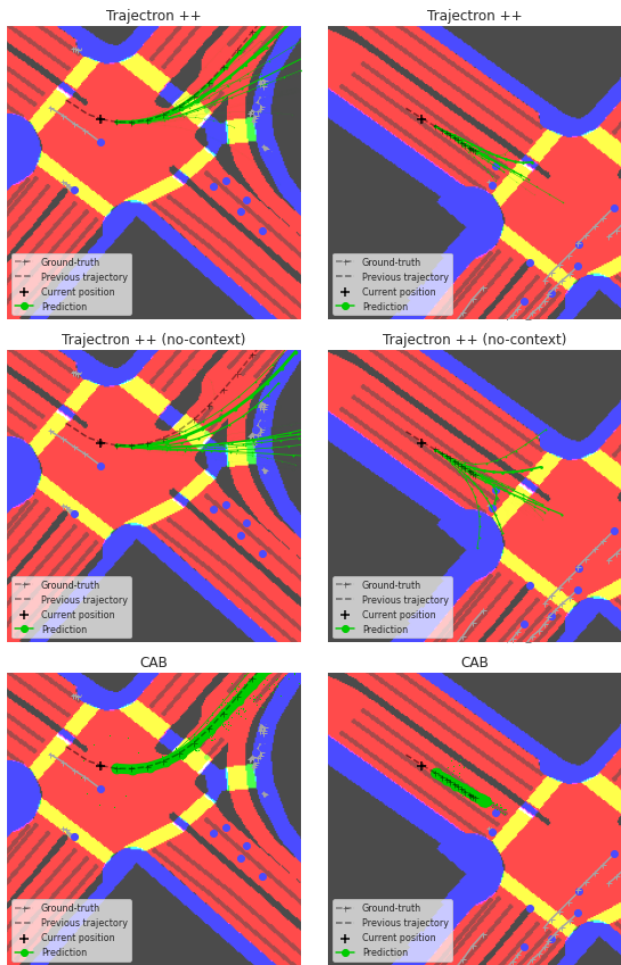 Trajectron ++
Trajectron ++
Ground-truth
Previous trajectory
Current position
Prediction
Ground-truth
Previous trajectory
Current position
Prediction
Trajectron ++ (no-context)
Trajectron ++ (no-context)
Ground-truth
Previous trajectory
Current position
Prediction
Ground-truth
Previous trajectory
Current position
Prediction
CAB
CAB
Ground-truth
Previous trajectory
Current position
Prediction
Ground-truth
Previous trajectory
Current position
Prediction